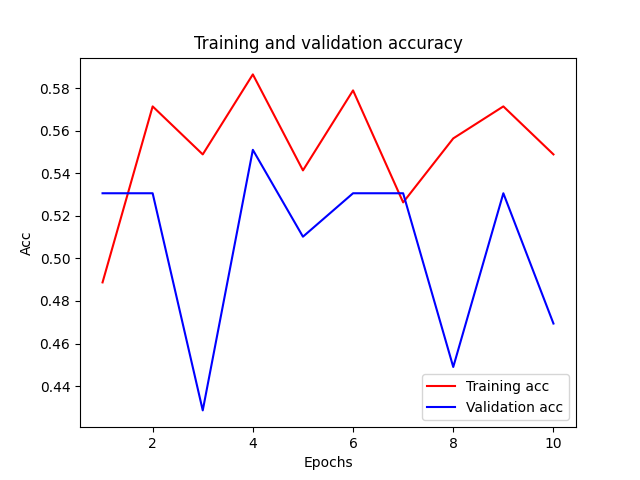 Training and validation accuracy
0.58
0.56
0.54
0.52
0.50
0.48
0.46
0.44
Acc
Training acc
Validation acc
2 4 6 8 10
Epochs